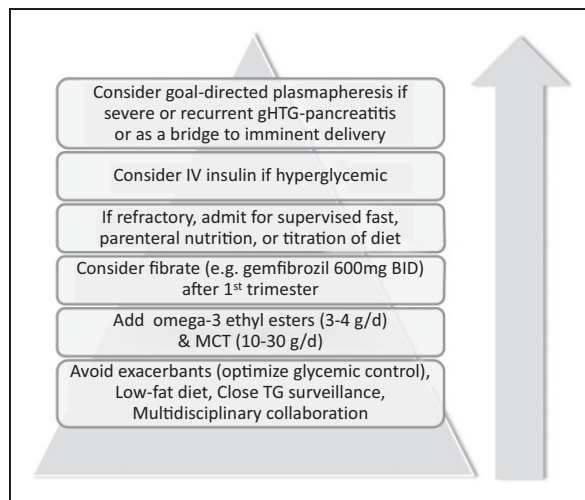 Consider goal-directed plasmapheresis if
severe or recurrent gHTG-pancreatitis
or as a bridge to imminent delivery
Consider IV insulin if hyperglycemic
If refractory, admit for supervised fast,
parenteral nutrition, or titration of diet
Consider fibrate (e.g. gemfibrozil 600mg BID)
after 1st trimester
Add omega-3 ethyl esters (3-4 g/d)
& MCT (10-30 g/d)
Avoid exacerbants (optimize glycemic control),
Low-fat diet, Close TG surveillance,
Multidisciplinary collaboration